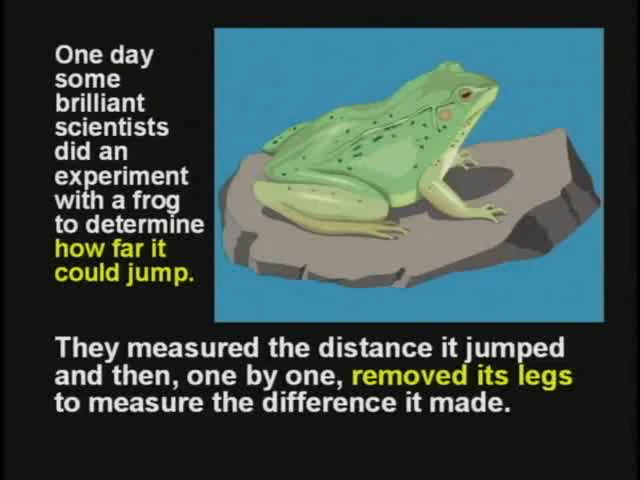 One day
some
brilliant
scientists
did an
experiment
with a frog
to determine
how far it
could jump.
They measured the distance it jumped
and then, one by one, removed its legs
to measure the difference it made.